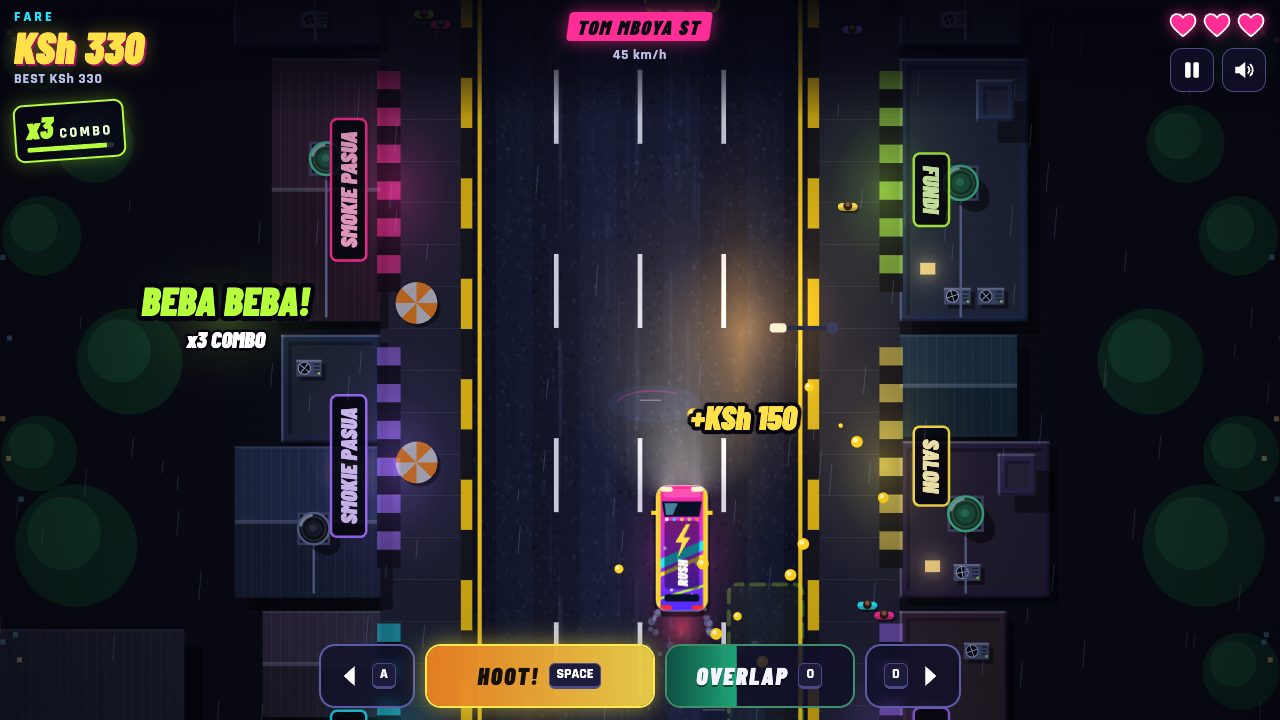 FARE
KSh 330
BEST KSh 330
x3 COMBO
TOM MBOYA ST
45 km/h
SMOKIE PASUA
FUNDI
BEBA BEBA!
x3 COMBO
+KSh 150
SMOKIE PASUA
SALON
RUSH
A
HOOT! SPACE
OVERLAP O
D